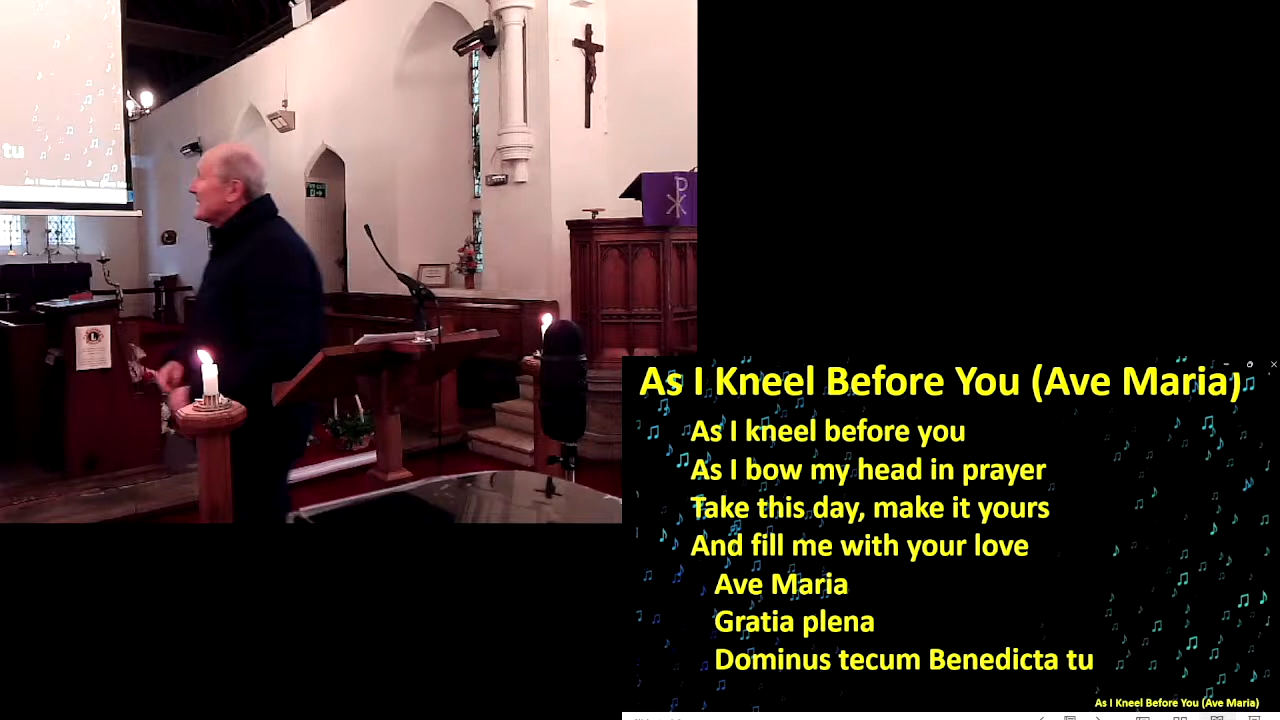 tu
As I Kneel Before You (Ave Maria)
As I kneel before you
As I bow my head in prayer
Take this day, make it yours
And fill me with your love
Ave Maria
Gratia plena
Dominus tecum Benedicta tu
As I Kneel Before You (Ave Maria)